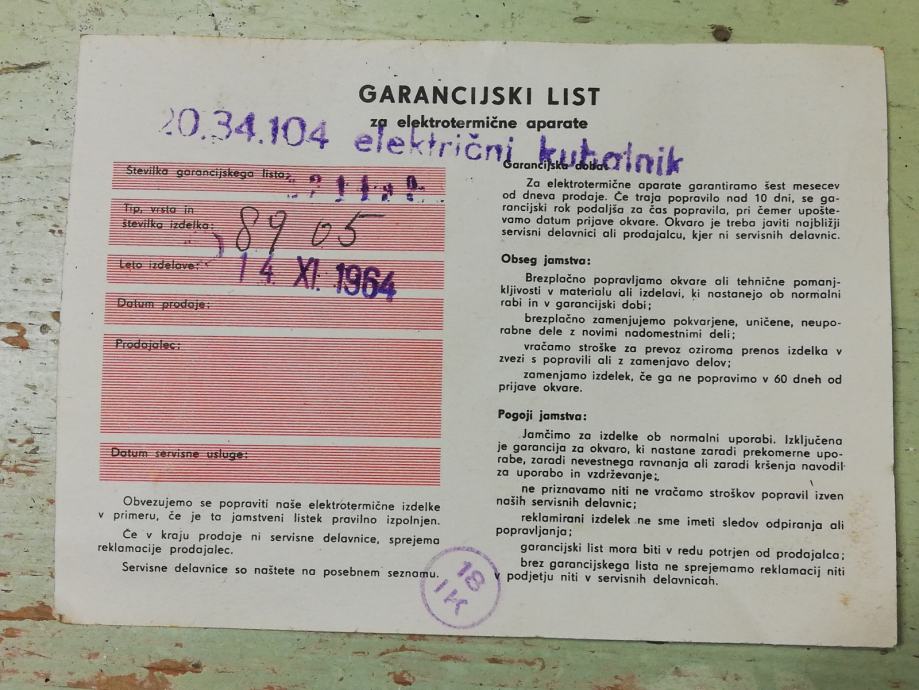 GARANCIJSKI LIST
za elektrotermične aparate
20.34.104 električni kuhalnik
Številka garancijskega lista:
Tip, vrsta in
številka izdelka: 89 05
Leto izdelave: 14 XI. 1964
Datum prodaje:
Prodajalec:
Datum servisne usluge:
Obvezujemo se popraviti naše elektrotermične izdelke
v primeru, če je ta jamstveni listek pravilno izpolnjen.
Če v kraju prodaje ni servisne delavnice, sprejema
reklamacije prodajalec.
Servisne delavnice so naštete na posebnem seznamu.
18
IK
Garancijska doba:
Za elektrotermične aparate garantiramo šest mesecev
od dneva prodaje. Če traja popravilo nad 10 dni, se ga-
rancijski rok podaljša za čas popravila, pri čemer upošte-
vamo datum prijave okvare. Okvaro je treba javiti najbližji
servisni delavnici ali prodajalcu, kjer ni servisnih delavnic.
Obseg jamstva:
Brezplačno popravljamo okvare ali tehnične pomanj-
kljivosti v materialu ali izdelavi, ki nastanejo ob normalni
rabi in v garancijski dobi;
brezplačno zamenjujemo pokvarjene, uničene, neupo-
rabne dele z novimi nadomestnimi deli;
vračamo stroške za prevoz oziroma prenos izdelka v
zvezi s popravili ali z zamenjavo delov;
zamenjamo izdelek, če ga ne popravimo v 60 dneh od
prijave okvare.
Pogoji jamstva:
Jamčimo za izdelke ob normalni uporabi. Izključena
je garancija za okvaro, ki nastane zaradi prekomerne upo-
rabe, zaradi nevestnega ravnanja ali zaradi kršenja navodil
za uporabo in vzdrževanje;
ne priznavamo niti ne vračamo stroškov popravil izven
naših servisnih delavnic;
reklamirani izdelek ne sme imeti sledov odpiranja ali
popravljanja;
garancijski list mora biti v redu potrjen od prodajalca;
brez garancijskega lista ne sprejemamo reklamacij niti
v podjetju niti v servisnih delavnicah.